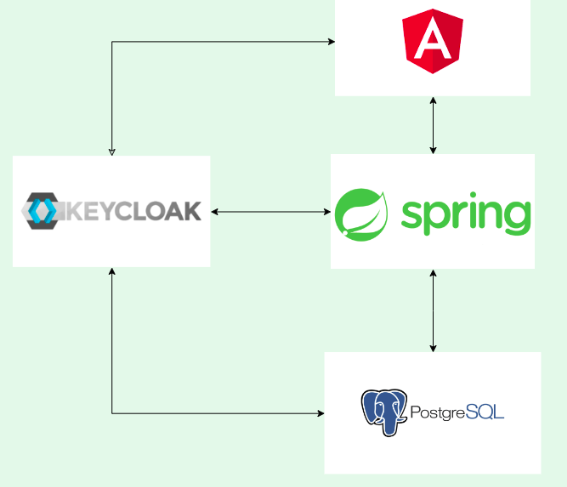 A
KEYCLOAK
spring
PostgreSQL